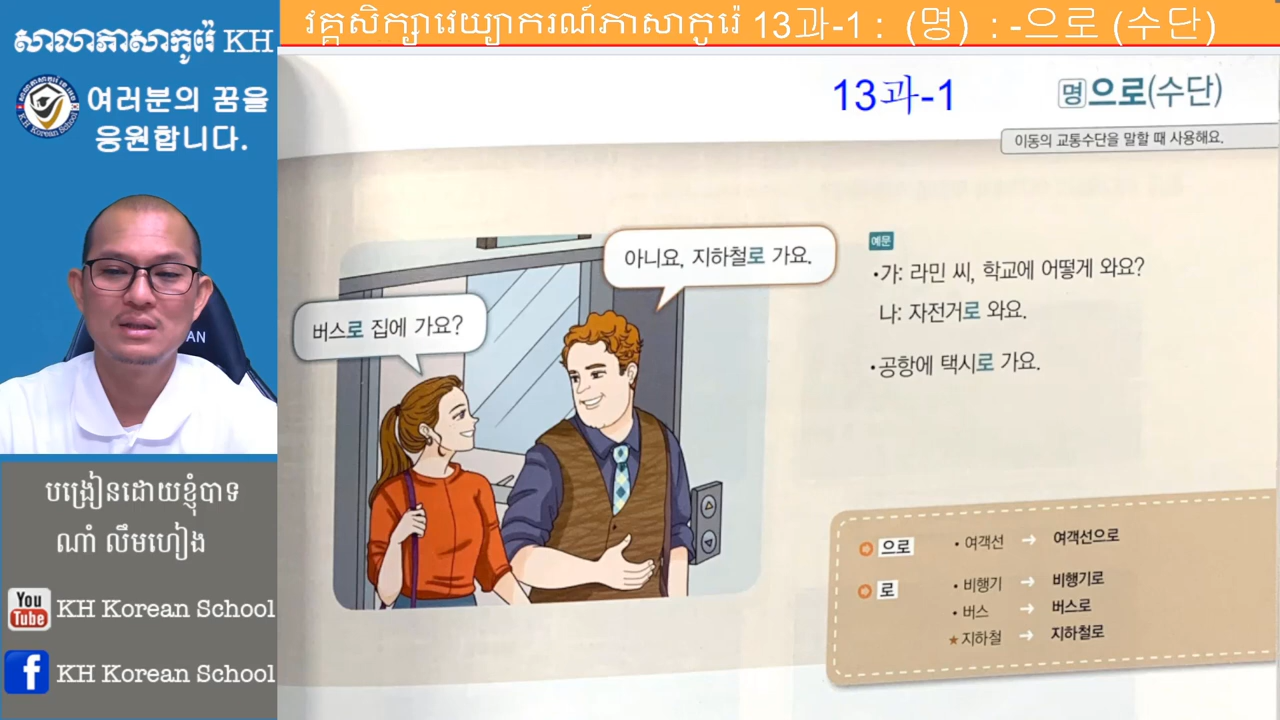 សាលាភាសាកូរ៉េ KH
여러분의 꿈을
응원합니다.
បង្រៀនដោយខ្ញុំបាទ
ណាំ លឹមហៀង
You Tube KH Korean School
f KH Korean School
វគ្គសិក្សាវេយ្យាករណ៍ភាសាកូរ៉េ 13과-1 : (명) : -으로 (수단)
13과-1
명 으로(수단)
이동의 교통수단을 말할 때 사용해요.
버스로 집에 가요?
아니요, 지하철로 가요.
예문
•가: 라민 씨, 학교에 어떻게 와요?
나: 자전거로 와요.
•공항에 택시로 가요.
으로 •여객선 → 여객선으로
로 •비행기 → 비행기로
•버스 → 버스로
★지하철 → 지하철로